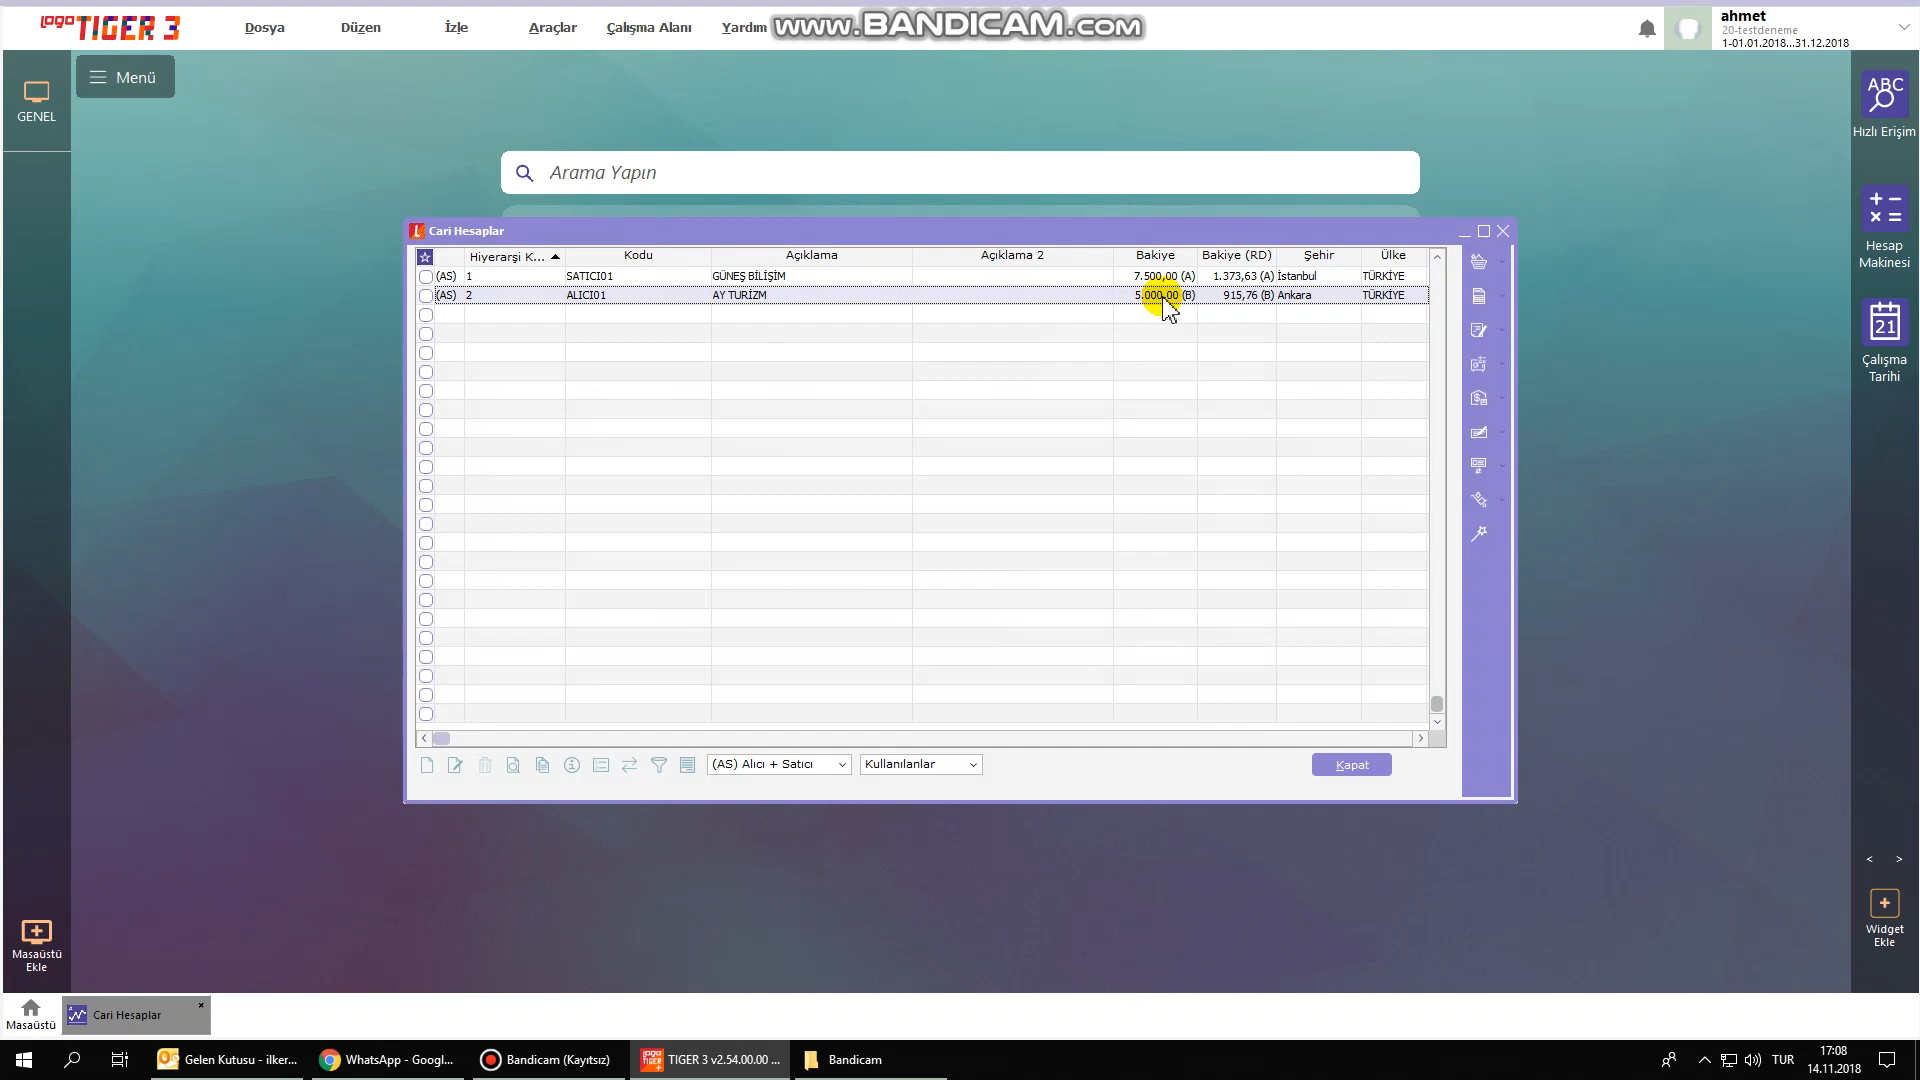 logo TIGER 3
Dosya
Düzen
İzle
Araçlar
Çalışma Alanı
Yardım
www.BANDICAM.com
ahmet
20-testdeneme
1-01.01.2018...31.12.2018
GENEL
Menü
Arama Yapın
ABC
Hızlı Erişim
Hesap
Makinesi
21
Çalışma
Tarihi
Cari Hesaplar
Hiyerarşi K... Kodu Açıklama Açıklama 2 Bakiye Bakiye (RD) Şehir Ülke
(AS) 1 SATICI01 GÜNEŞ BİLİŞİM 7.500,00 (A) 1.373,63 (A) İstanbul TÜRKİYE
(AS) 2 ALICI01 AY TURİZM 5.000,00 (B) 915,76 (B) Ankara TÜRKİYE
(AS) Alıcı + Satıcı
Kullanılanlar
Kapat
Masaüstü
Ekle
< >
Widget
Ekle
Masaüstü
Cari Hesaplar
Gelen Kutusu - ilker...
WhatsApp - Googl...
Bandicam (Kayıtsız)
TIGER 3 v2.54.00.00 ...
Bandicam
TUR
17:08
14.11.2018